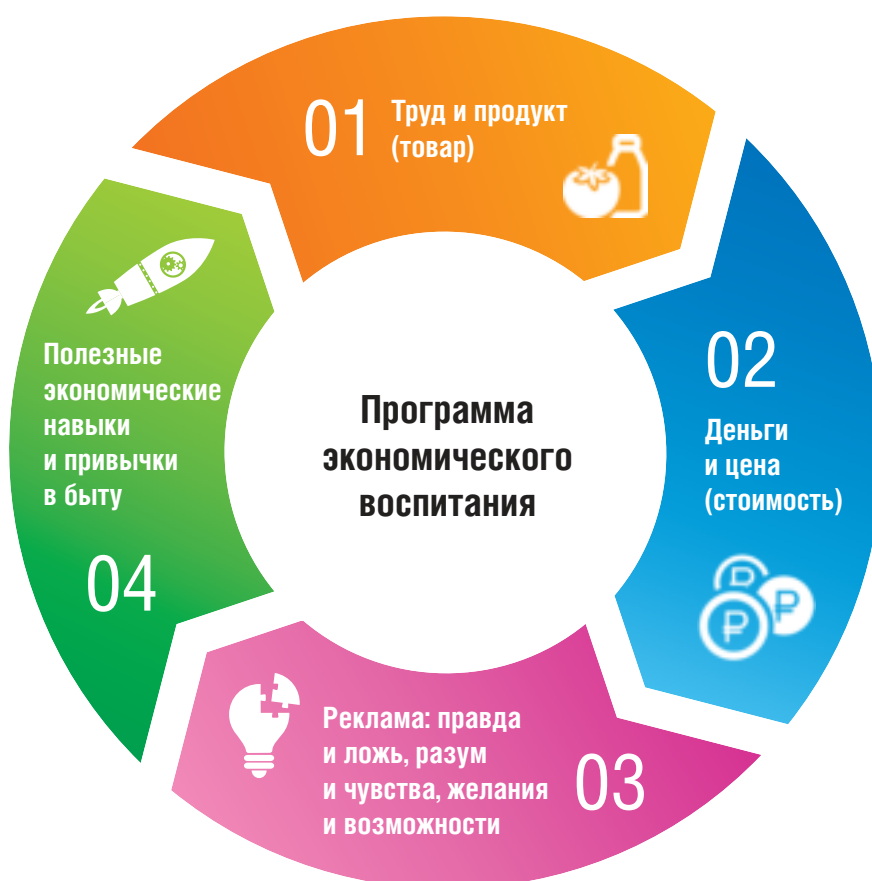 01
Труд и продукт
(товар)
02
Деньги
и цена
(стоимость)
Реклама: правда
и ложь, разум
и чувства, желания
и возможности
03
Полезные
экономические
навыки
и привычки
в быту
04
Программа
экономического
воспитания